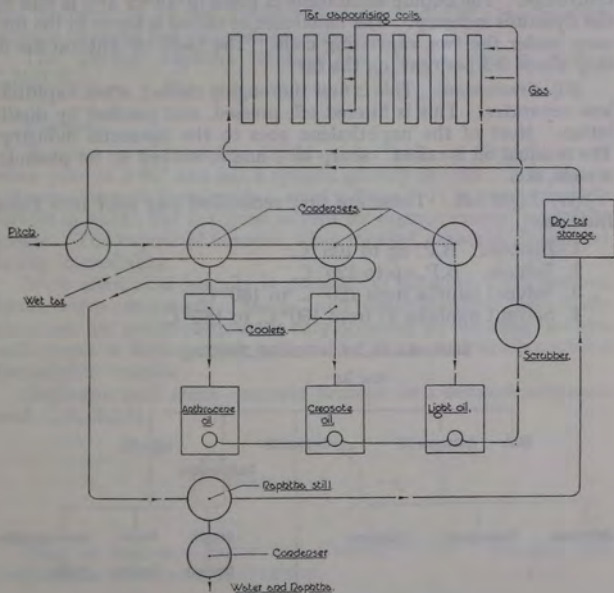 Tar vapourising coils.
Gas.
Condensers.
Pitch.
Dry tar
storage.
Wet tar.
Coolers.
Scrubber.
Anthracene
oil.
Creosote
oil.
Light oil.
Naphtha still
Condenser
Water and Naphtha.